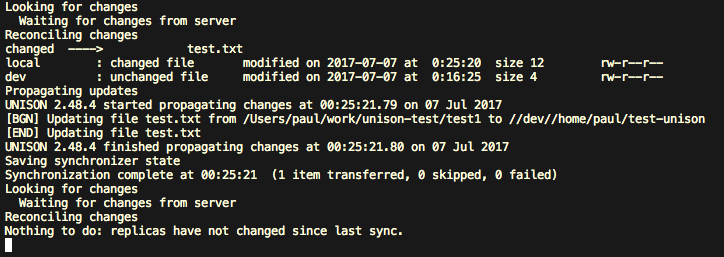 Looking for changes
  Waiting for changes from server
Reconciling changes
changed  ---->            test.txt
local        : changed file       modified on 2017-07-07 at  0:25:20  size 12        rw-r--r--
dev          : unchanged file     modified on 2017-07-07 at  0:16:25  size 4         rw-r--r--
Propagating updates
UNISON 2.48.4 started propagating changes at 00:25:21.79 on 07 Jul 2017
[BGN] Updating file test.txt from /Users/paul/work/unison-test/test1 to //dev//home/paul/test-unison
[END] Updating file test.txt
UNISON 2.48.4 finished propagating changes at 00:25:21.80 on 07 Jul 2017
Saving synchronizer state
Synchronization complete at 00:25:21  (1 item transferred, 0 skipped, 0 failed)
Looking for changes
  Waiting for changes from server
Reconciling changes
Nothing to do: replicas have not changed since last sync.